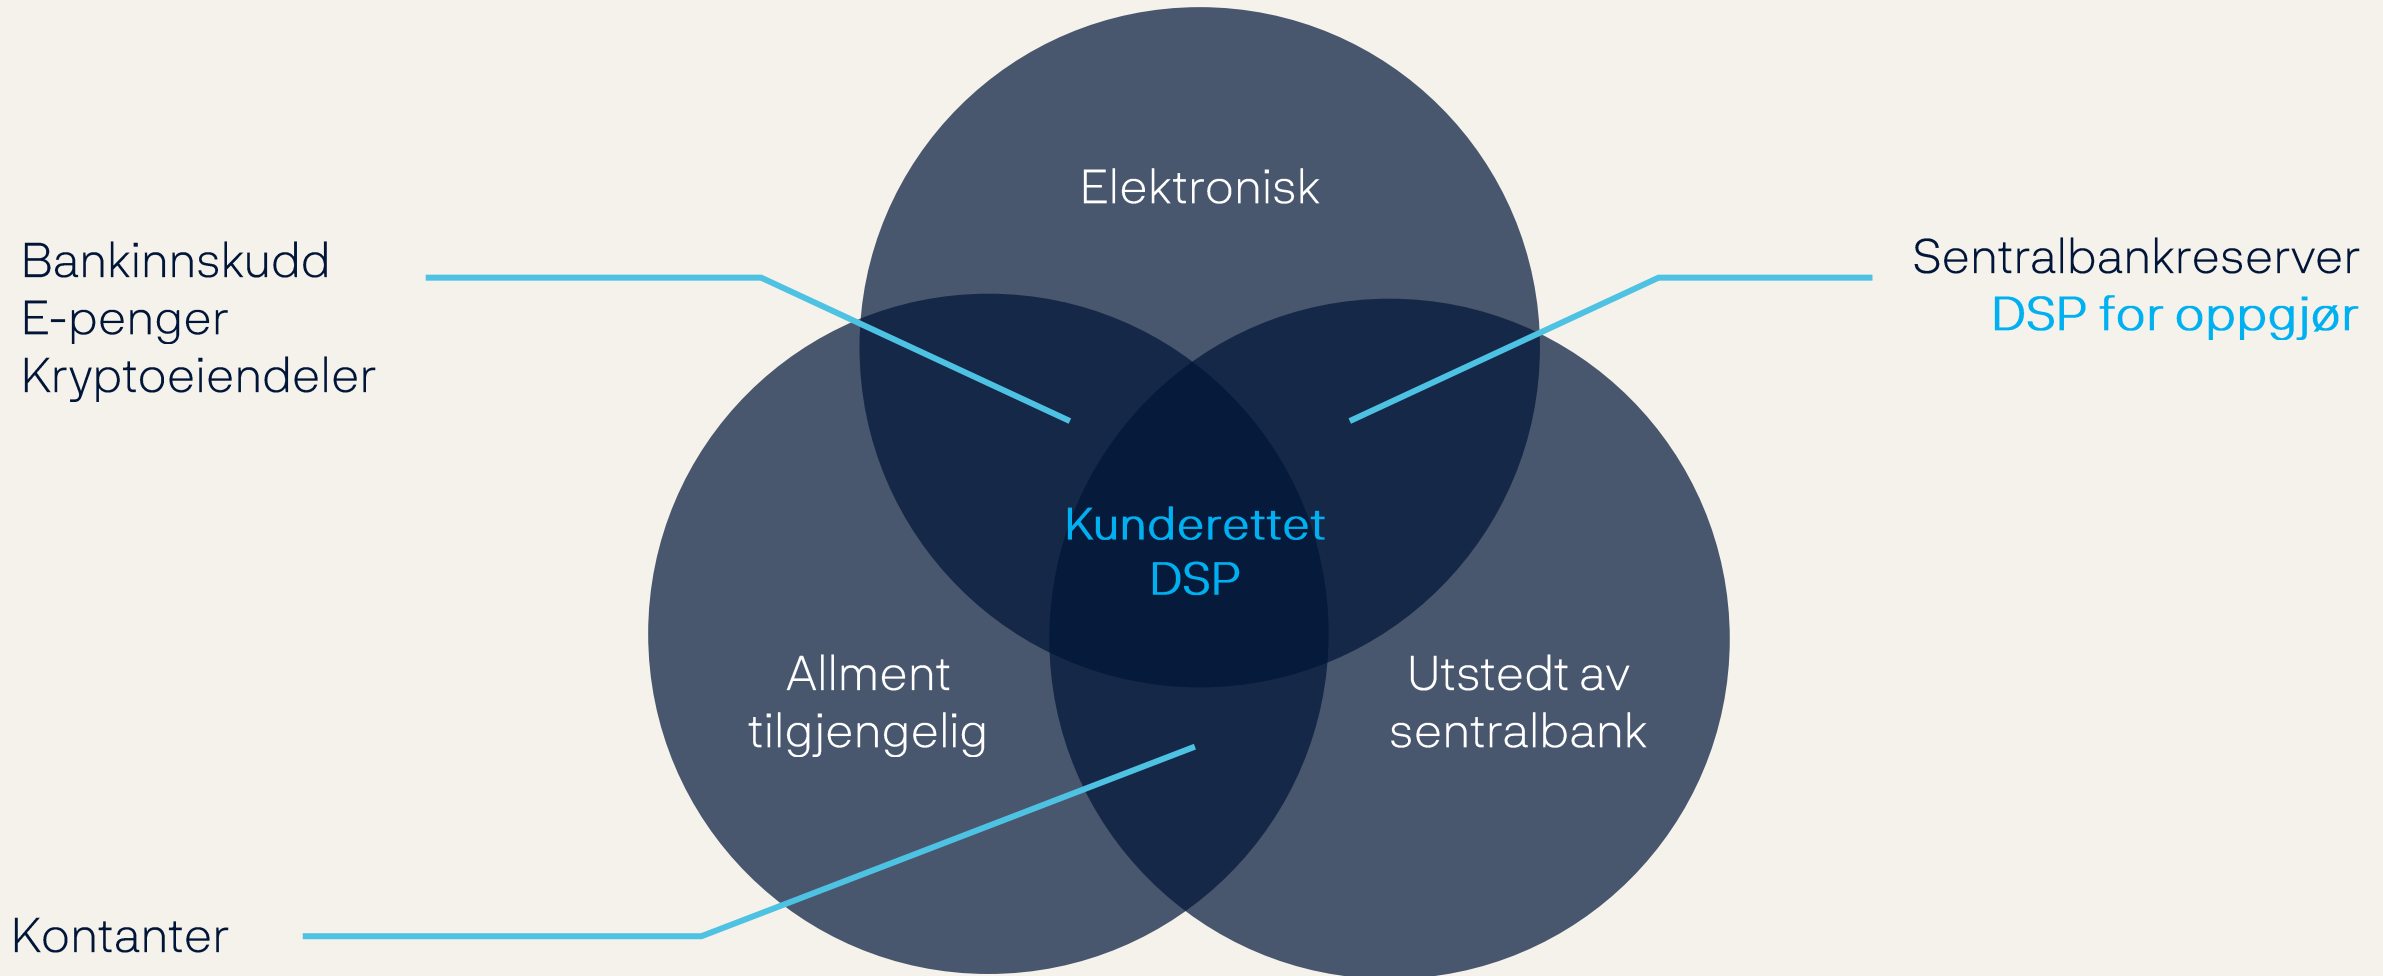 Elektronisk
Bankinnskudd
E-penger
Kryptoeiendeler
Sentralbankreserver
DSP for oppgjør
Kunderettet
DSP
Allment
tilgjengelig
Utstedt av
sentralbank
Kontanter